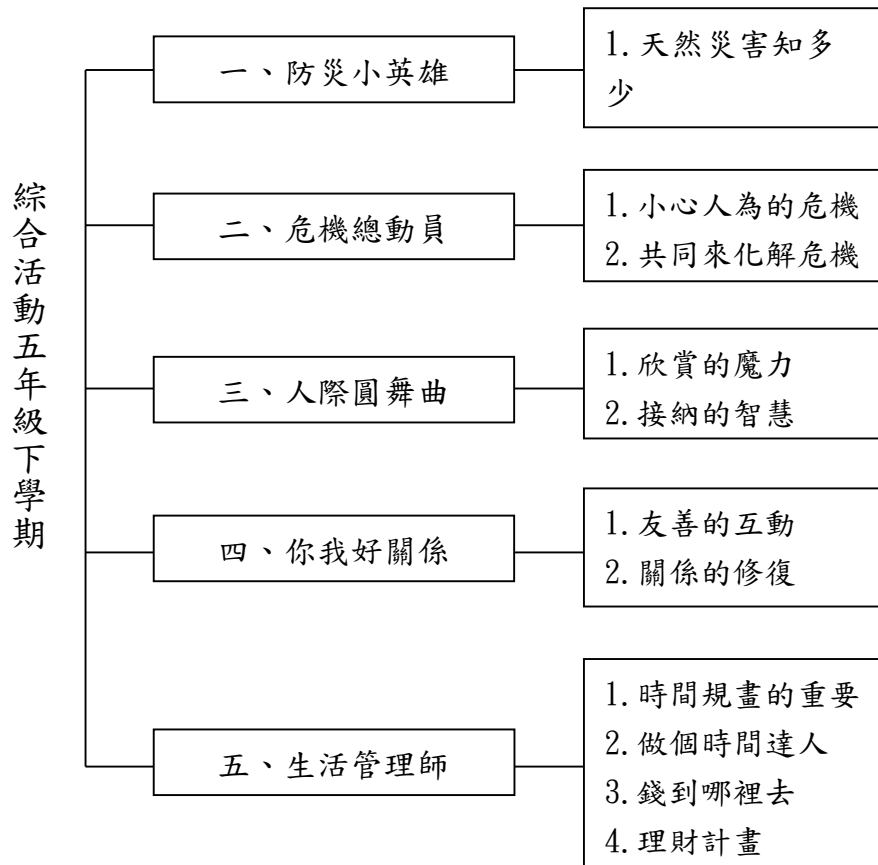 綜合活動五年級下學期
一、防災小英雄
1.天然災害知多
少
二、危機總動員
1.小心人為的危機
2.共同來化解危機
三、人際圓舞曲
1.欣賞的魔力
2.接納的智慧
四、你我好關係
1.友善的互動
2.關係的修復
五、生活管理師
1.時間規畫的重要
2.做個時間達人
3.錢到哪裡去
4.理財計畫